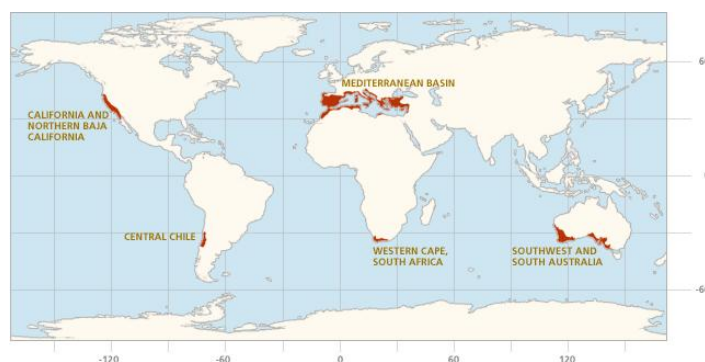 MEDITERRANEAN BASIN
CALIFORNIA AND
NORTHERN BAJA
CALIFORNIA
CENTRAL CHILE
WESTERN CAPE,
SOUTH AFRICA
SOUTHWEST AND
SOUTH AUSTRALIA
0
-120
-60
0
60
120